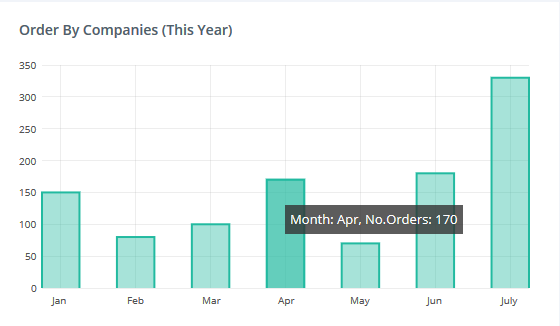 Order By Companies (This Year)
350
300
250
200
150
100
50
0
Month: Apr, No.Orders: 170
Jan Feb Mar Apr May Jun July